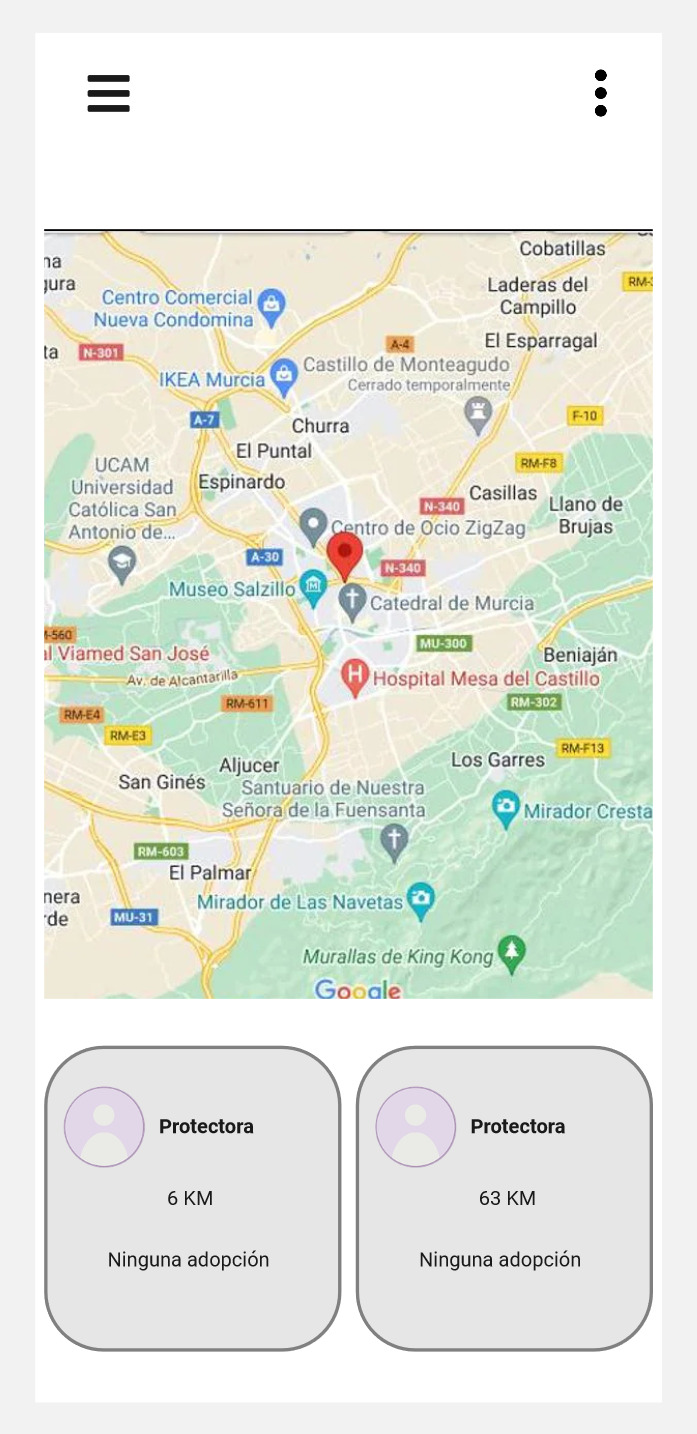 Cobatillas
na
gura
Laderas del
Campillo
RM-3
Centro Comercial
Nueva Condomina
ta
N-301
A-4
El Esparragal
IKEA Murcia
Castillo de Monteagudo
Cerrado temporalmente
A-7
Churra
F-10
El Puntal
UCAM
Universidad
Católica San
Antonio de...
Espinardo
RM-F8
Casillas
N-340
Llano de
Brujas
Centro de Ocio ZigZag
A-30
N-340
Museo Salzillo
M
Catedral de Murcia
M-560
al Viamed San José
MU-300
Beniaján
Av. de Alcantarilla
H
Hospital Mesa del Castillo
RM-611
RM-302
RM-E4
RM-E3
RM-F13
Aljucer
Los Garres
San Ginés
Santuario de Nuestra
Señora de la Fuensanta
Mirador Cresta
RM-603
El Palmar
nera
rde
MU-31
Mirador de Las Navetas
Murallas de King Kong
Google
Protectora
6 KM
Ninguna adopción
Protectora
63 KM
Ninguna adopción